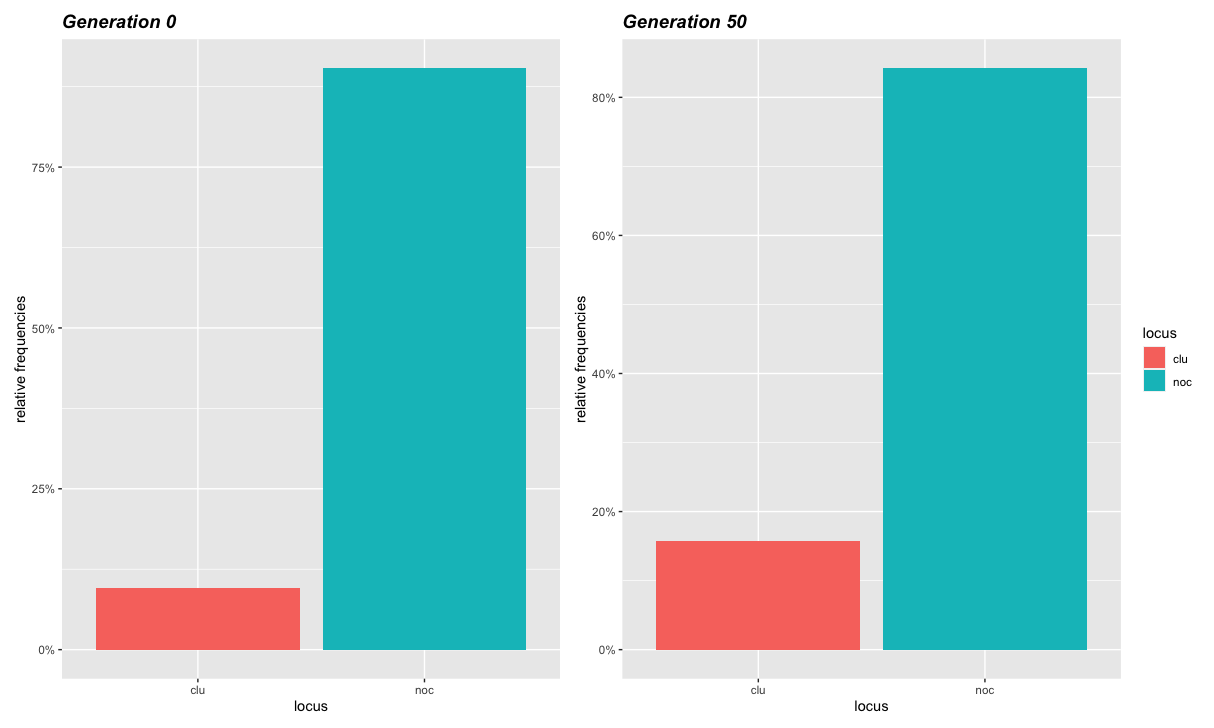 Generation 0
relative frequencies
75%
50%
25%
0%
clu noc
locus
Generation 50
relative frequencies
80%
60%
40%
20%
0%
clu noc
locus
locus
clu
noc